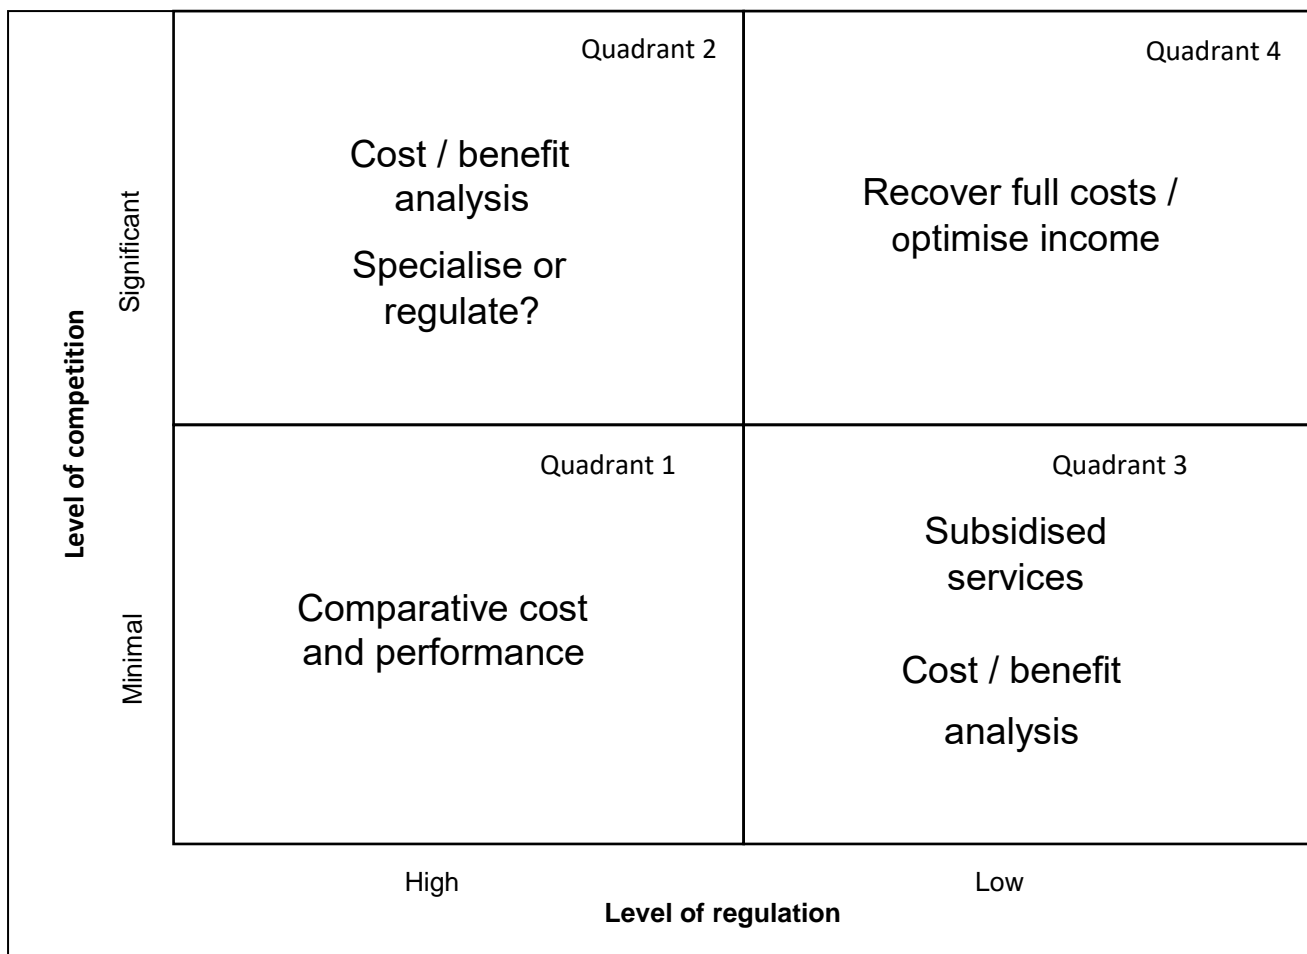 Quadrant 2
Cost / benefit
analysis
Specialise or
regulate?
Quadrant 4
Recover full costs /
optimise income
Level of competition
Significant
Minimal
Quadrant 1
Comparative cost
and performance
Quadrant 3
Subsidised
services
Cost / benefit
analysis
High
Low
Level of regulation